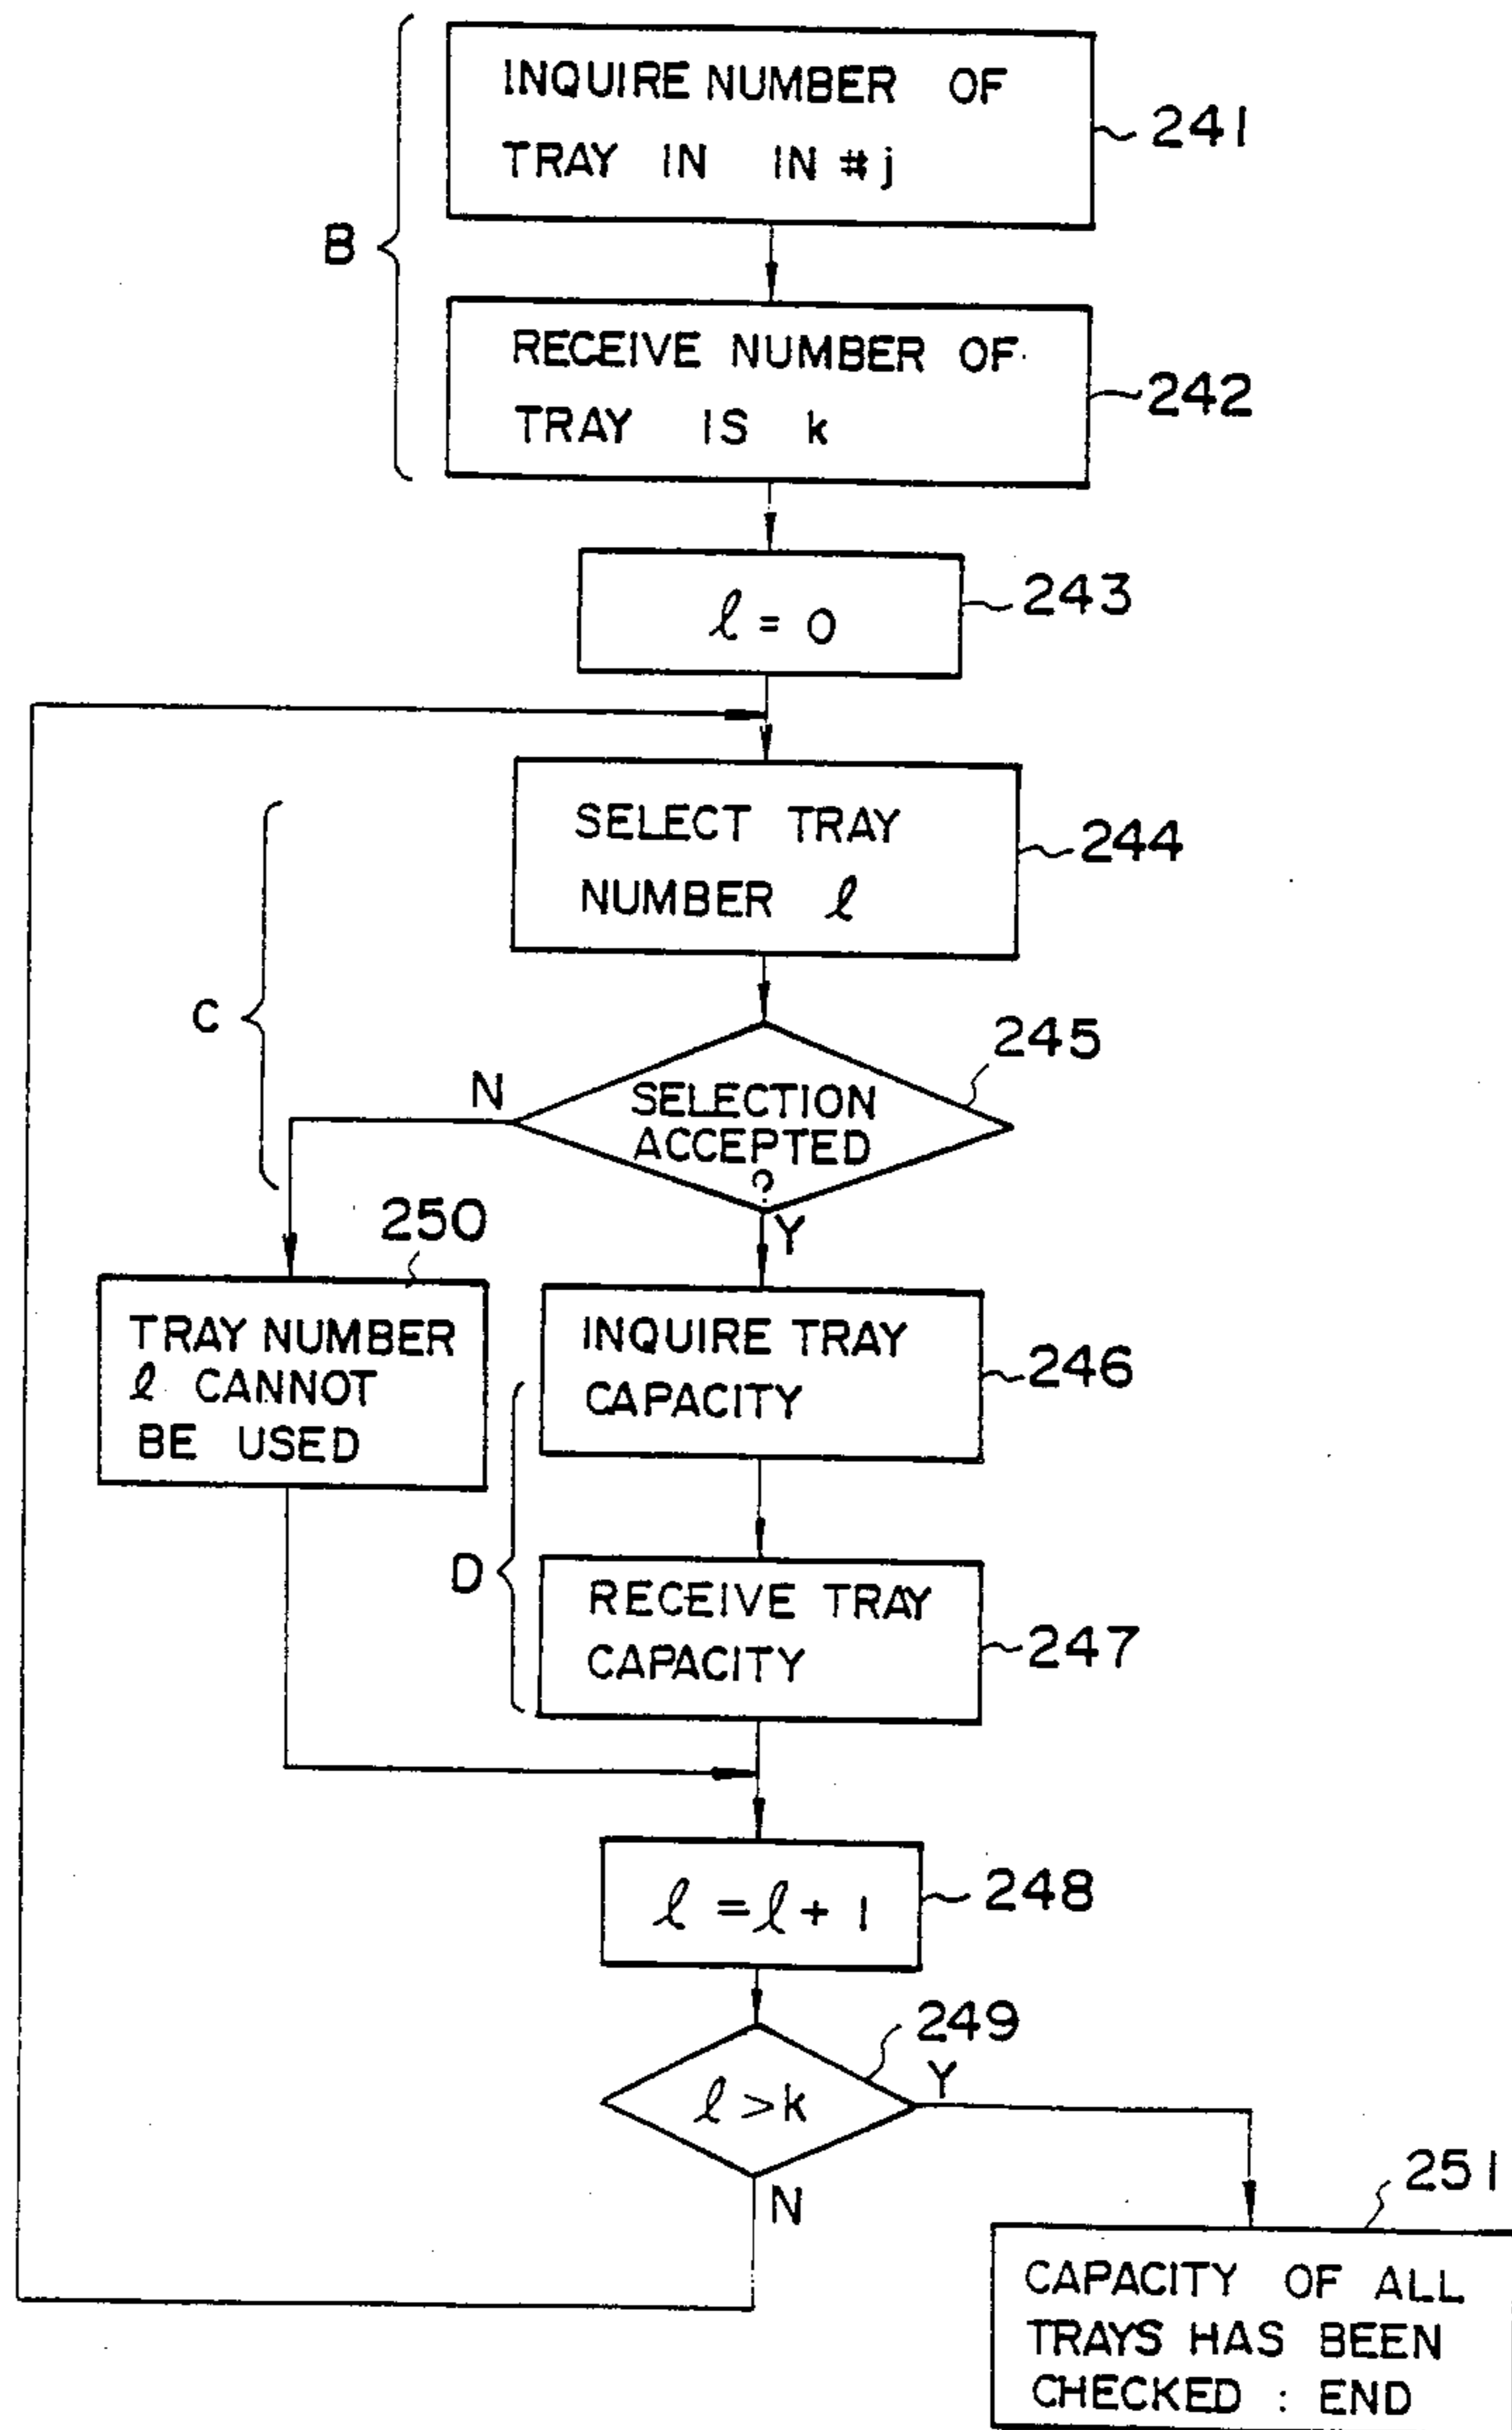 B
INQUIRE NUMBER OF
TRAY IN IN #j
241
RECEIVE NUMBER OF
TRAY IS k
242
ℓ = 0
243
C
SELECT TRAY
NUMBER ℓ
244
245
N
SELECTION
ACCEPTED
?
Y
250
TRAY NUMBER
ℓ CANNOT
BE USED
INQUIRE TRAY
CAPACITY
246
D
RECEIVE TRAY
CAPACITY
247
ℓ = ℓ + 1
248
249
ℓ > k
Y
N
251
CAPACITY OF ALL
TRAYS HAS BEEN
CHECKED : END